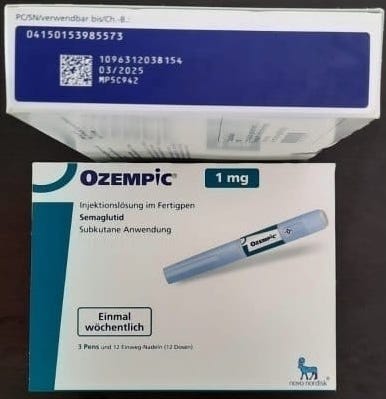 PC/SN/verwendbar bis/Ch.-B.:
04150153985573
1096312038154
03/2025
MP5C942
OZEMPIC® 1 mg
Injektionslösung im Fertigpen
Semaglutid
Subkutane Anwendung
OZEMPIC
Einmal
wöchentlich
3 Pens und 12 Einweg-Nadeln (12 Dosen)
novo nordisk